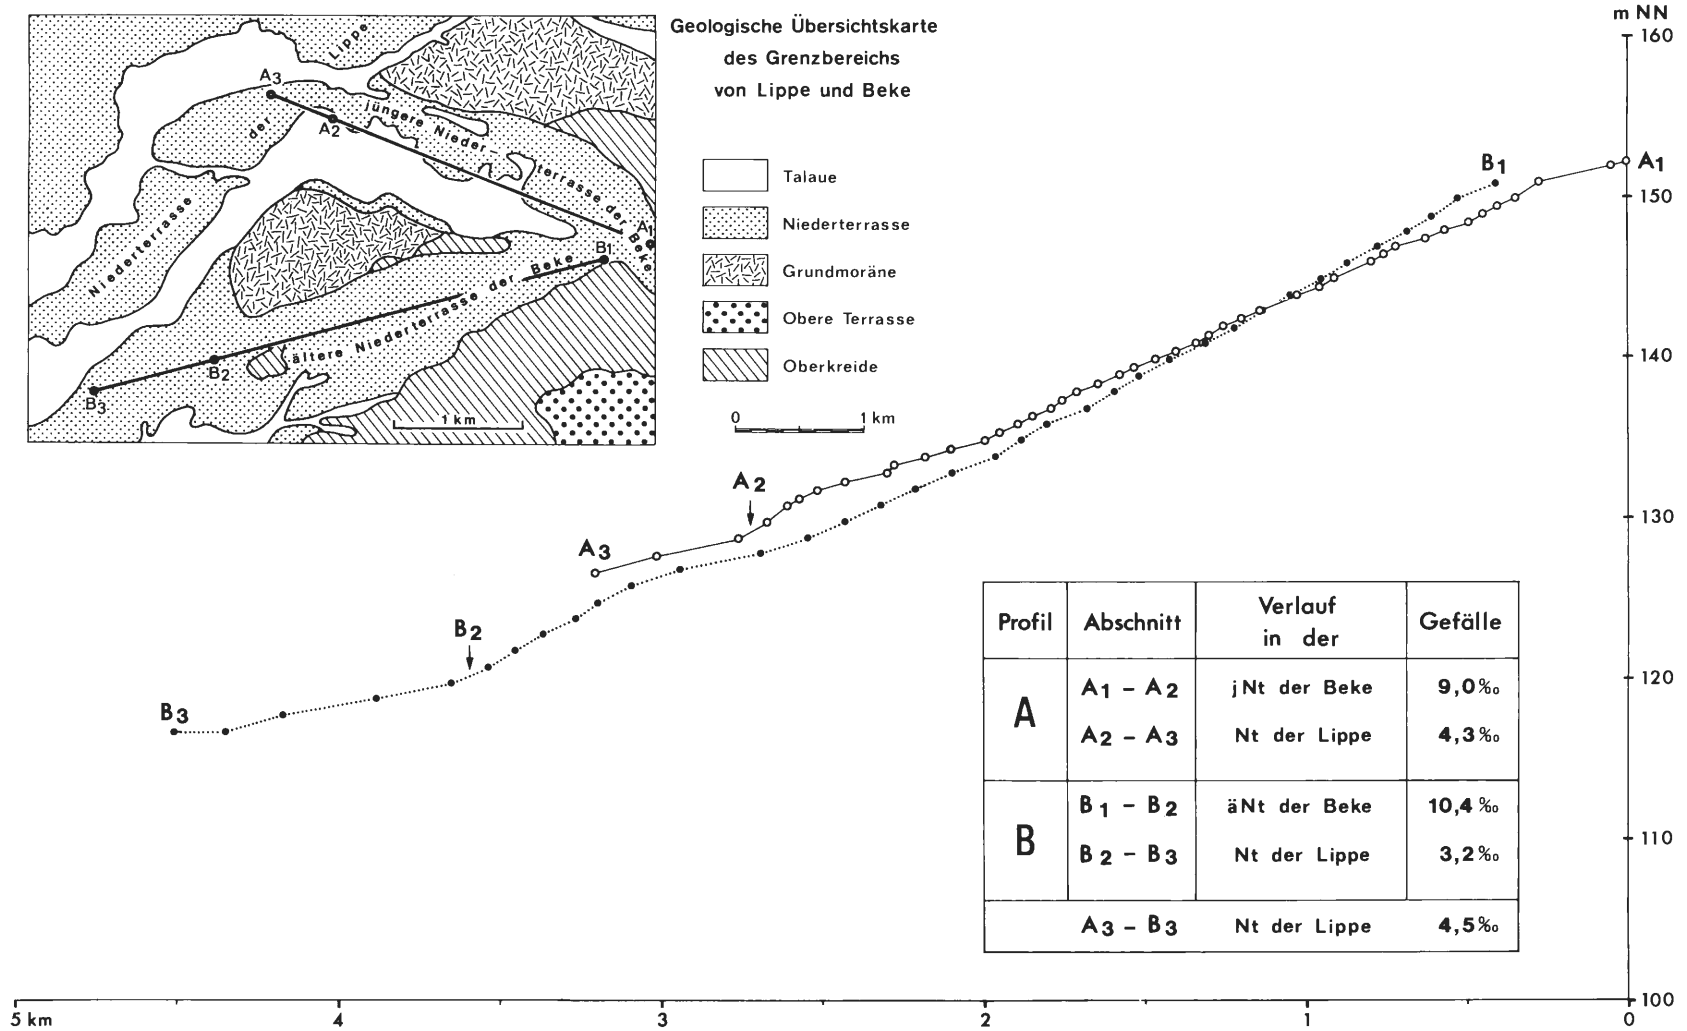 Geologische Übersichtskarte
des Grenzbereichs
von Lippe und Beke
Lippe
der
Niederterrasse
jüngere Nieder-
terrasse der
Beke
ältere Niederterrasse der Beke
A3
A2
A1
B1
B2
B3
1 km
Talaue
Niederterrasse
Grundmoräne
Obere Terrasse
Oberkreide
0 1 km
m NN
160
150
140
130
120
110
100
B1
A1
A2
A3
B2
B3
Profil Abschnitt Verlauf in der Gefälle
A A1 – A2 jNt der Beke 9,0‰
A2 – A3 Nt der Lippe 4,3‰
B B1 – B2 äNt der Beke 10,4‰
B2 – B3 Nt der Lippe 3,2‰
A3 – B3 Nt der Lippe 4,5‰
5 km 4 3 2 1 0